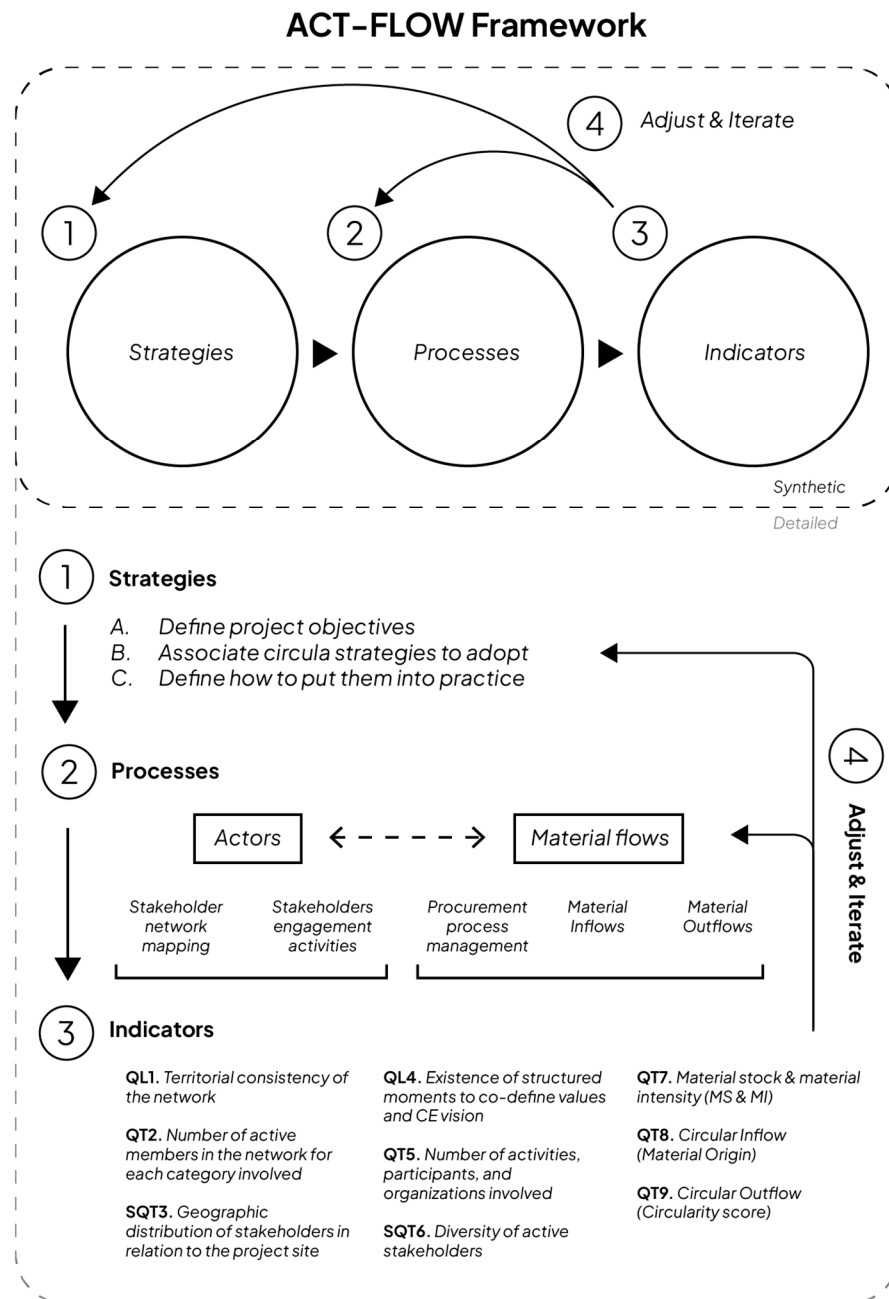 ACT–FLOW Framework
4 Adjust & Iterate
1
2
3
Strategies
Processes
Indicators
Synthetic
Detailed
1 Strategies
A. Define project objectives
B. Associate circula strategies to adopt
C. Define how to put them into practice
2 Processes
Actors
Material flows
Stakeholder
network
mapping
Stakeholders
engagement
activities
Procurement
process
management
Material
Inflows
Material
Outflows
4 Adjust & Iterate
3 Indicators
QL1. Territorial consistency of
the network
QT2. Number of active
members in the network for
each category involved
SQT3. Geographic
distribution of stakeholders in
relation to the project site
QL4. Existence of structured
moments to co-define values
and CE vision
QT5. Number of activities,
participants, and
organizations involved
SQT6. Diversity of active
stakeholders
QT7. Material stock & material
intensity (MS & MI)
QT8. Circular Inflow
(Material Origin)
QT9. Circular Outflow
(Circularity score)